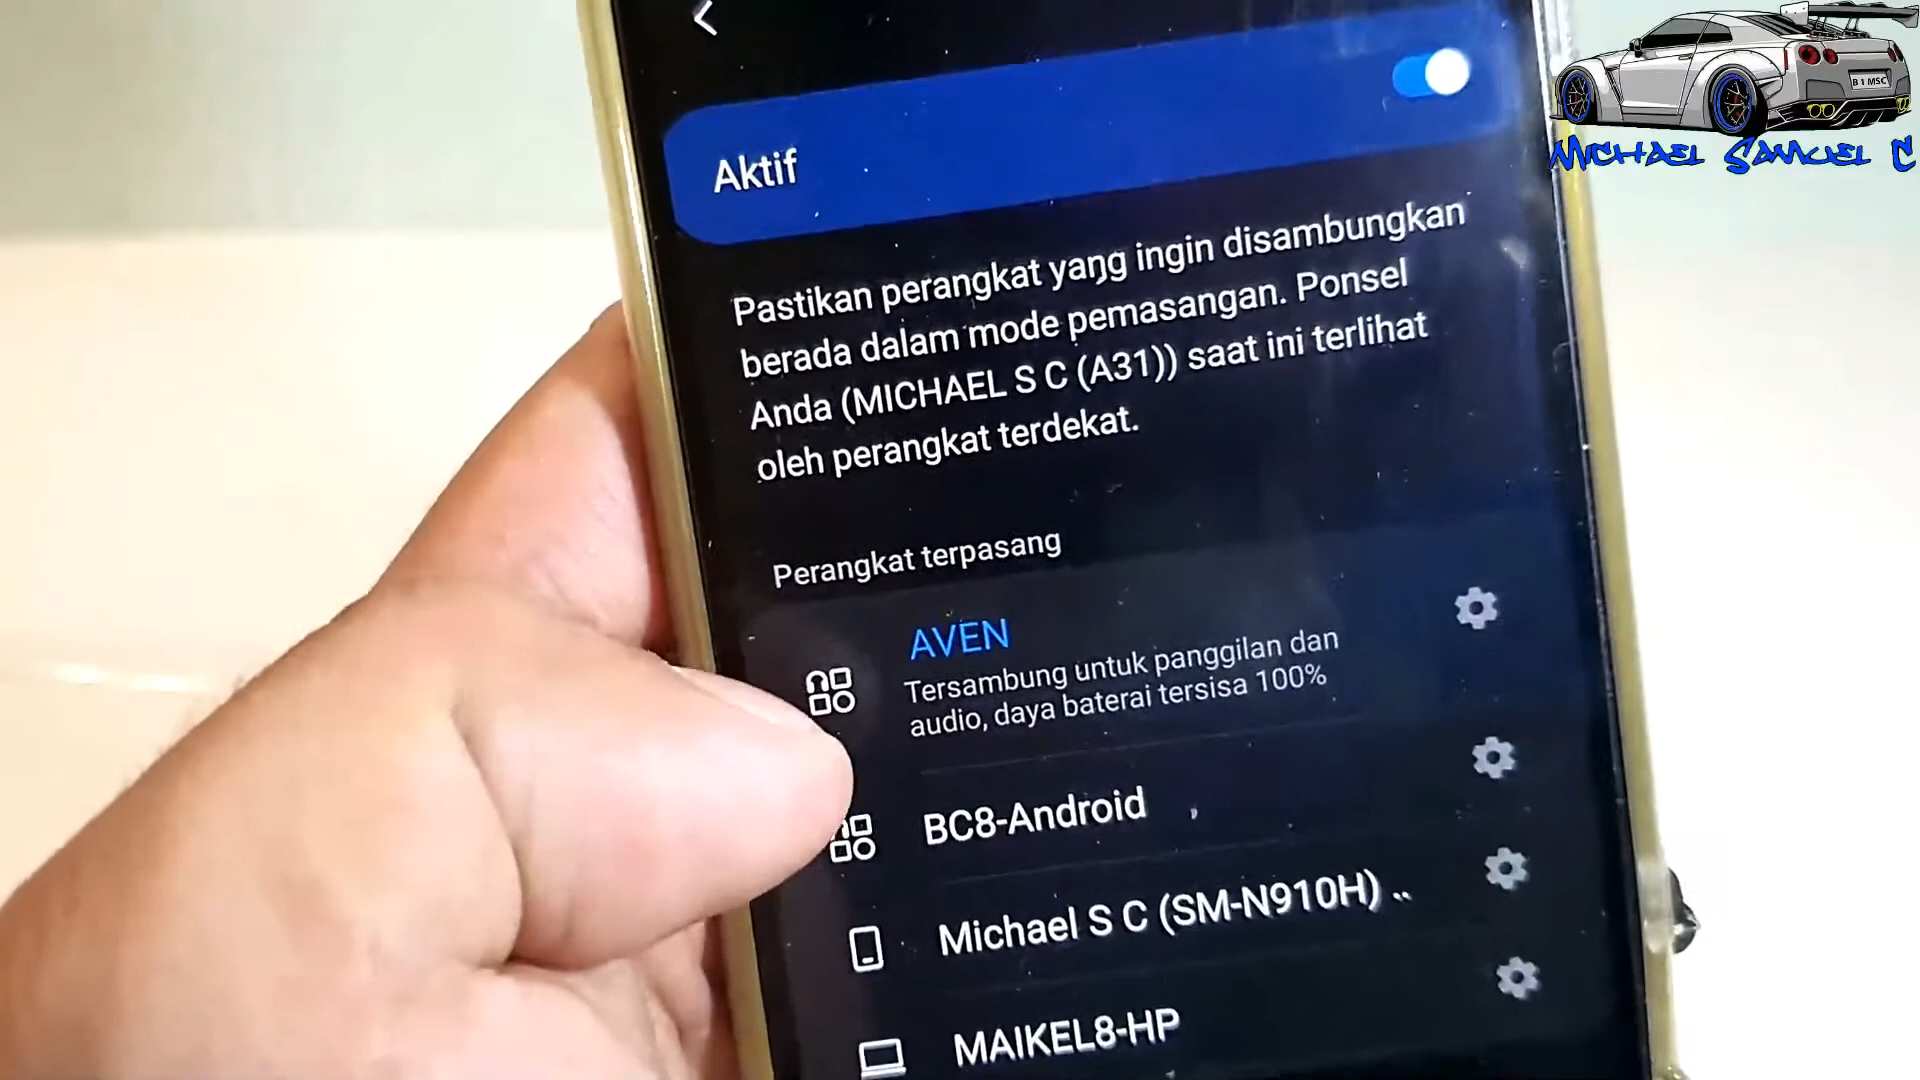 B 1 MSC
Michael Samuel C
Aktif
Pastikan perangkat yang ingin disambungkan
berada dalam mode pemasangan. Ponsel
Anda (MICHAEL S C (A31)) saat ini terlihat
oleh perangkat terdekat.
Perangkat terpasang
AVEN
Tersambung untuk panggilan dan
audio, daya baterai tersisa 100%
BC8-Android
Michael S C (SM-N910H) ..
MAIKEL8-HP